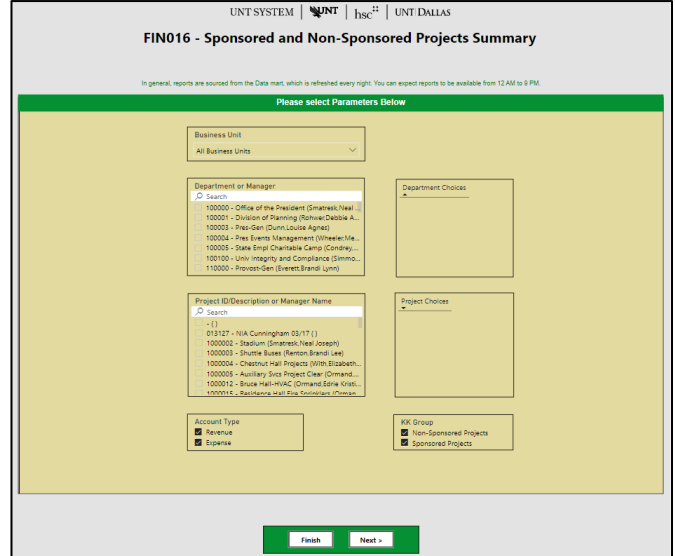 UNT SYSTEM | UNT | hsc | UNT DALLAS
FIN016 - Sponsored and Non-Sponsored Projects Summary
In general, reports are sourced from the Data mart, which is refreshed every night. You can expect reports to be available from 12 AM to 9 PM.
Please select Parameters Below
Business Unit
All Business Units
Department or Manager
Search
100000 - Office of the President (Smatresk,Neal ...
100001 - Division of Planning (Rohwer,Debbie A...
100003 - Pres-Gen (Dunn,Louise Agnes)
100004 - Pres Events Management (Wheeler,Me...
100005 - State Empl Charitable Camp (Condrey,...
100100 - Univ Integrity and Compliance (Simmo...
110000 - Provost-Gen (Everett,Brandi Lynn)
Department Choices
Project ID/Description or Manager Name
Search
- ( )
013127 - NIA Cunningham 03/17 ( )
1000002 - Stadium (Smatresk,Neal Joseph)
1000003 - Shuttle Buses (Renton,Brandi Lee)
1000004 - Chestnut Hall Projects (With,Elizabeth...
1000005 - Auxiliary Svcs Project Clear (Ormand,...
1000012 - Bruce Hall-HVAC (Ormand,Edrie Kristi...
1000015 - Residence Hall Fire Sprinklers (Orman...
Project Choices
Account Type
Revenue
Expense
KK Group
Non-Sponsored Projects
Sponsored Projects
Finish
Next >